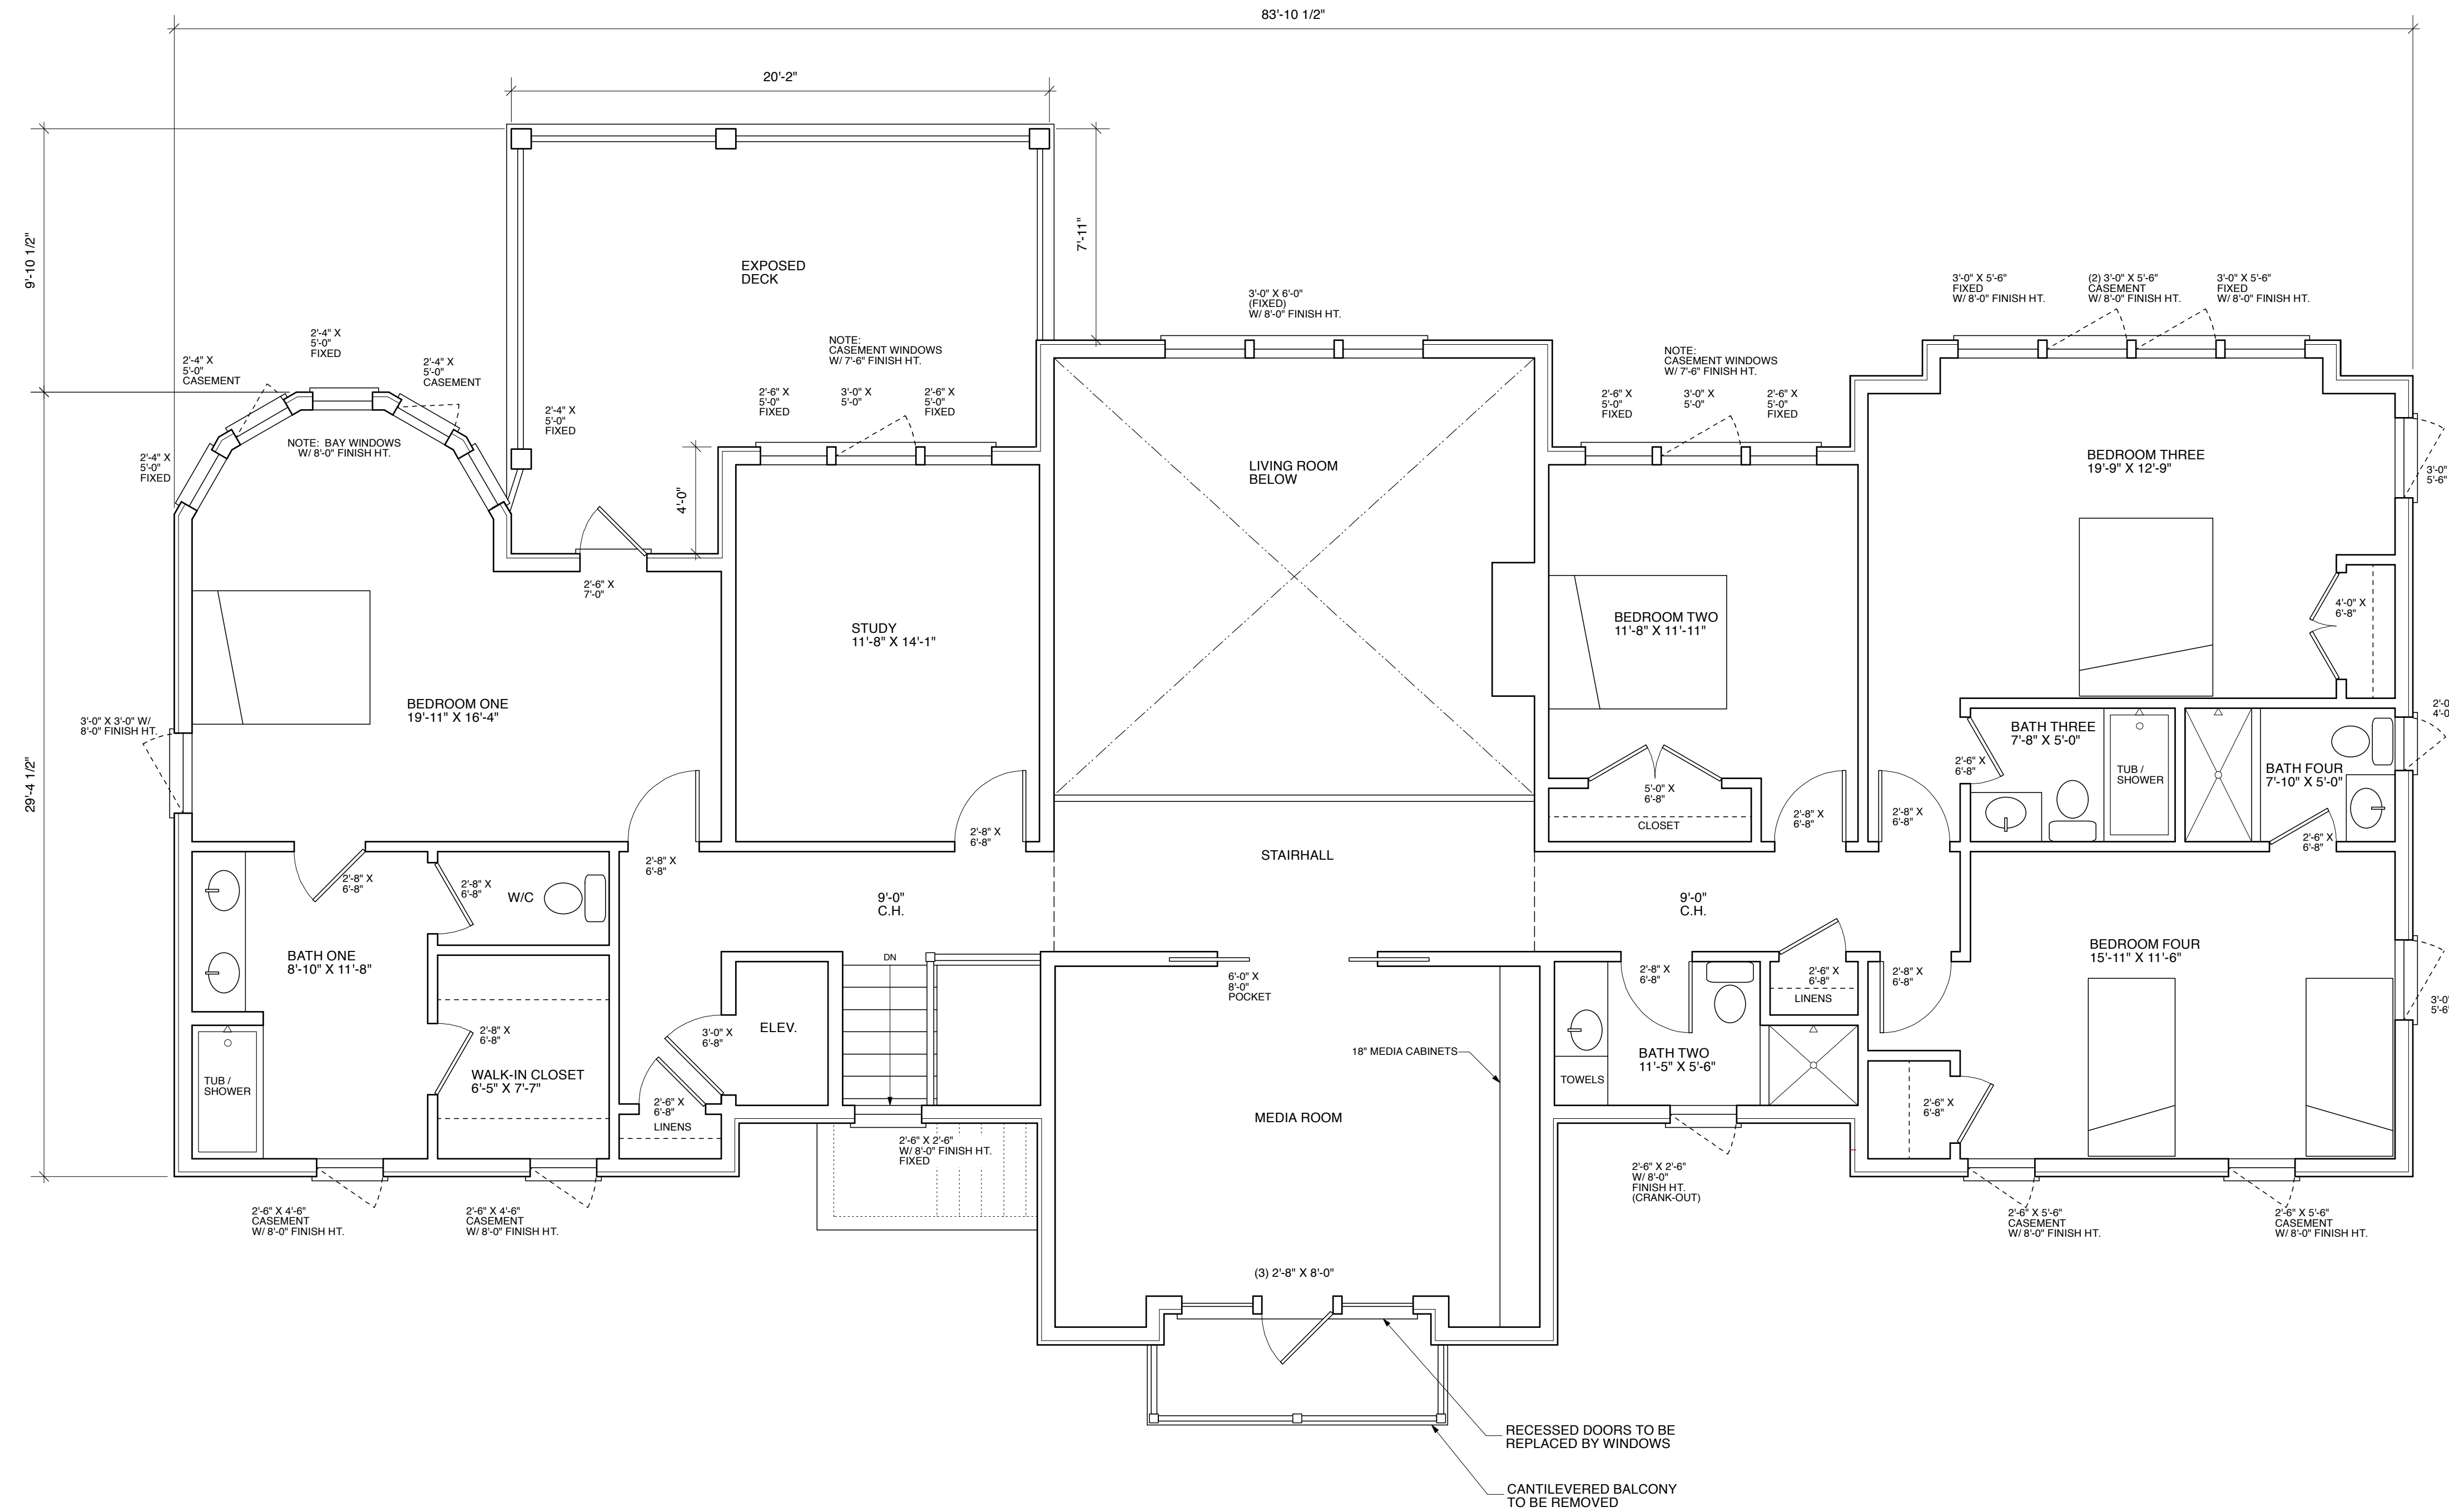 83'-10 1/2"
20'-2"
9'-10 1/2"
7'-11"
EXPOSED
DECK
3'-0" X 6'-0"
(FIXED)
W/ 8'-0" FINISH HT.
3'-0" X 5'-6"
FIXED
W/ 8'-0" FINISH HT.
(2) 3'-0" X 5'-6"
CASEMENT
W/ 8'-0" FINISH HT.
3'-0" X 5'-6"
FIXED
W/ 8'-0" FINISH HT.
2'-4" X
5'-0"
FIXED
2'-4" X
5'-0"
CASEMENT
2'-4" X
5'-0"
CASEMENT
NOTE:
CASEMENT WINDOWS
W/ 7'-6" FINISH HT.
NOTE:
CASEMENT WINDOWS
W/ 7'-6" FINISH HT.
2'-6" X
5'-0"
FIXED
3'-0" X
5'-0"
2'-6" X
5'-0"
FIXED
2'-6" X
5'-0"
FIXED
3'-0" X
5'-0"
2'-6" X
5'-0"
FIXED
2'-4" X
5'-0"
FIXED
NOTE: BAY WINDOWS
W/ 8'-0" FINISH HT.
2'-4" X
5'-0"
FIXED
4'-0"
LIVING ROOM
BELOW
BEDROOM THREE
19'-9" X 12'-9"
3'-0"
5'-6"
2'-6" X
7'-0"
STUDY
11'-8" X 14'-1"
BEDROOM TWO
11'-8" X 11'-11"
4'-0" X
6'-8"
BEDROOM ONE
19'-11" X 16'-4"
3'-0" X 3'-0" W/
8'-0" FINISH HT.
29'-4 1/2"
BATH THREE
7'-8" X 5'-0"
2'-6" X
6'-8"
TUB /
SHOWER
BATH FOUR
7'-10" X 5'-0"
5'-0" X
6'-8"
CLOSET
2'-8" X
6'-8"
2'-8" X
6'-8"
2'-6" X
6'-8"
2'-8" X
6'-8"
STAIRHALL
2'-8" X
6'-8"
2'-8" X
6'-8"
2'-8" X
6'-8"
W/C
9'-0"
C.H.
9'-0"
C.H.
BATH ONE
8'-10" X 11'-8"
DN
BEDROOM FOUR
15'-11" X 11'-6"
6'-0" X
8'-0"
POCKET
2'-8" X
6'-8"
2'-6" X
6'-8"
LINENS
2'-8" X
6'-8"
3'-0"
5'-6"
2'-8" X
6'-8"
3'-0" X
6'-8"
ELEV.
18" MEDIA CABINETS
BATH TWO
11'-5" X 5'-6"
TOWELS
TUB /
SHOWER
WALK-IN CLOSET
6'-5" X 7'-7"
2'-6" X
6'-8"
LINENS
MEDIA ROOM
2'-6" X
6'-8"
2'-6" X 2'-6"
W/ 8'-0" FINISH HT.
FIXED
2'-6" X 2'-6"
W/ 8'-0"
FINISH HT.
(CRANK-OUT)
2'-6" X 4'-6"
CASEMENT
W/ 8'-0" FINISH HT.
2'-6" X 4'-6"
CASEMENT
W/ 8'-0" FINISH HT.
2'-6" X 5'-6"
CASEMENT
W/ 8'-0" FINISH HT.
2'-6" X 5'-6"
CASEMENT
W/ 8'-0" FINISH HT.
(3) 2'-8" X 8'-0"
RECESSED DOORS TO BE
REPLACED BY WINDOWS
CANTILEVERED BALCONY
TO BE REMOVED